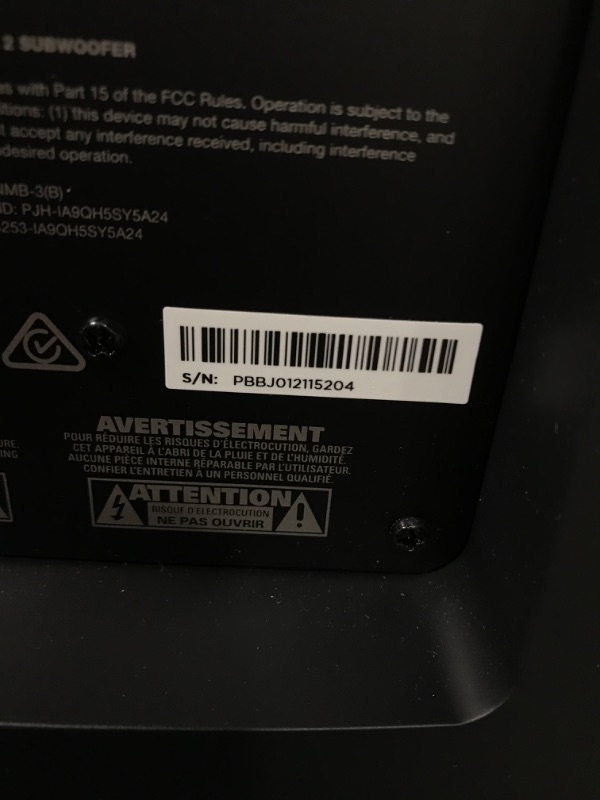 2 SUBWOOFER
es with Part 15 of the FCC Rules. Operation is subject to the
itions: (1) this device may not cause harmful interference, and
t accept any interference received, including interference
desired operation.
NMB-3(B)
ID: PJH-IA9QH5SY5A24
253-IA9QH5SY5A24
S/N: PBBJ012115204
AVERTISSEMENT
POUR RÉDUIRE LES RISQUES D'ÉLECTROCUTION, GARDEZ
CET APPAREIL À L'ABRI DE LA PLUIE ET DE L'HUMIDITÉ.
AUCUNE PIÈCE INTERNE RÉPARABLE PAR L'UTILISATEUR.
CONFIER L'ENTRETIEN À UN PERSONNEL QUALIFIÉ.
URE.
ING
ATTENTION
RISQUE D'ÉLECTROCUTION
NE PAS OUVRIR